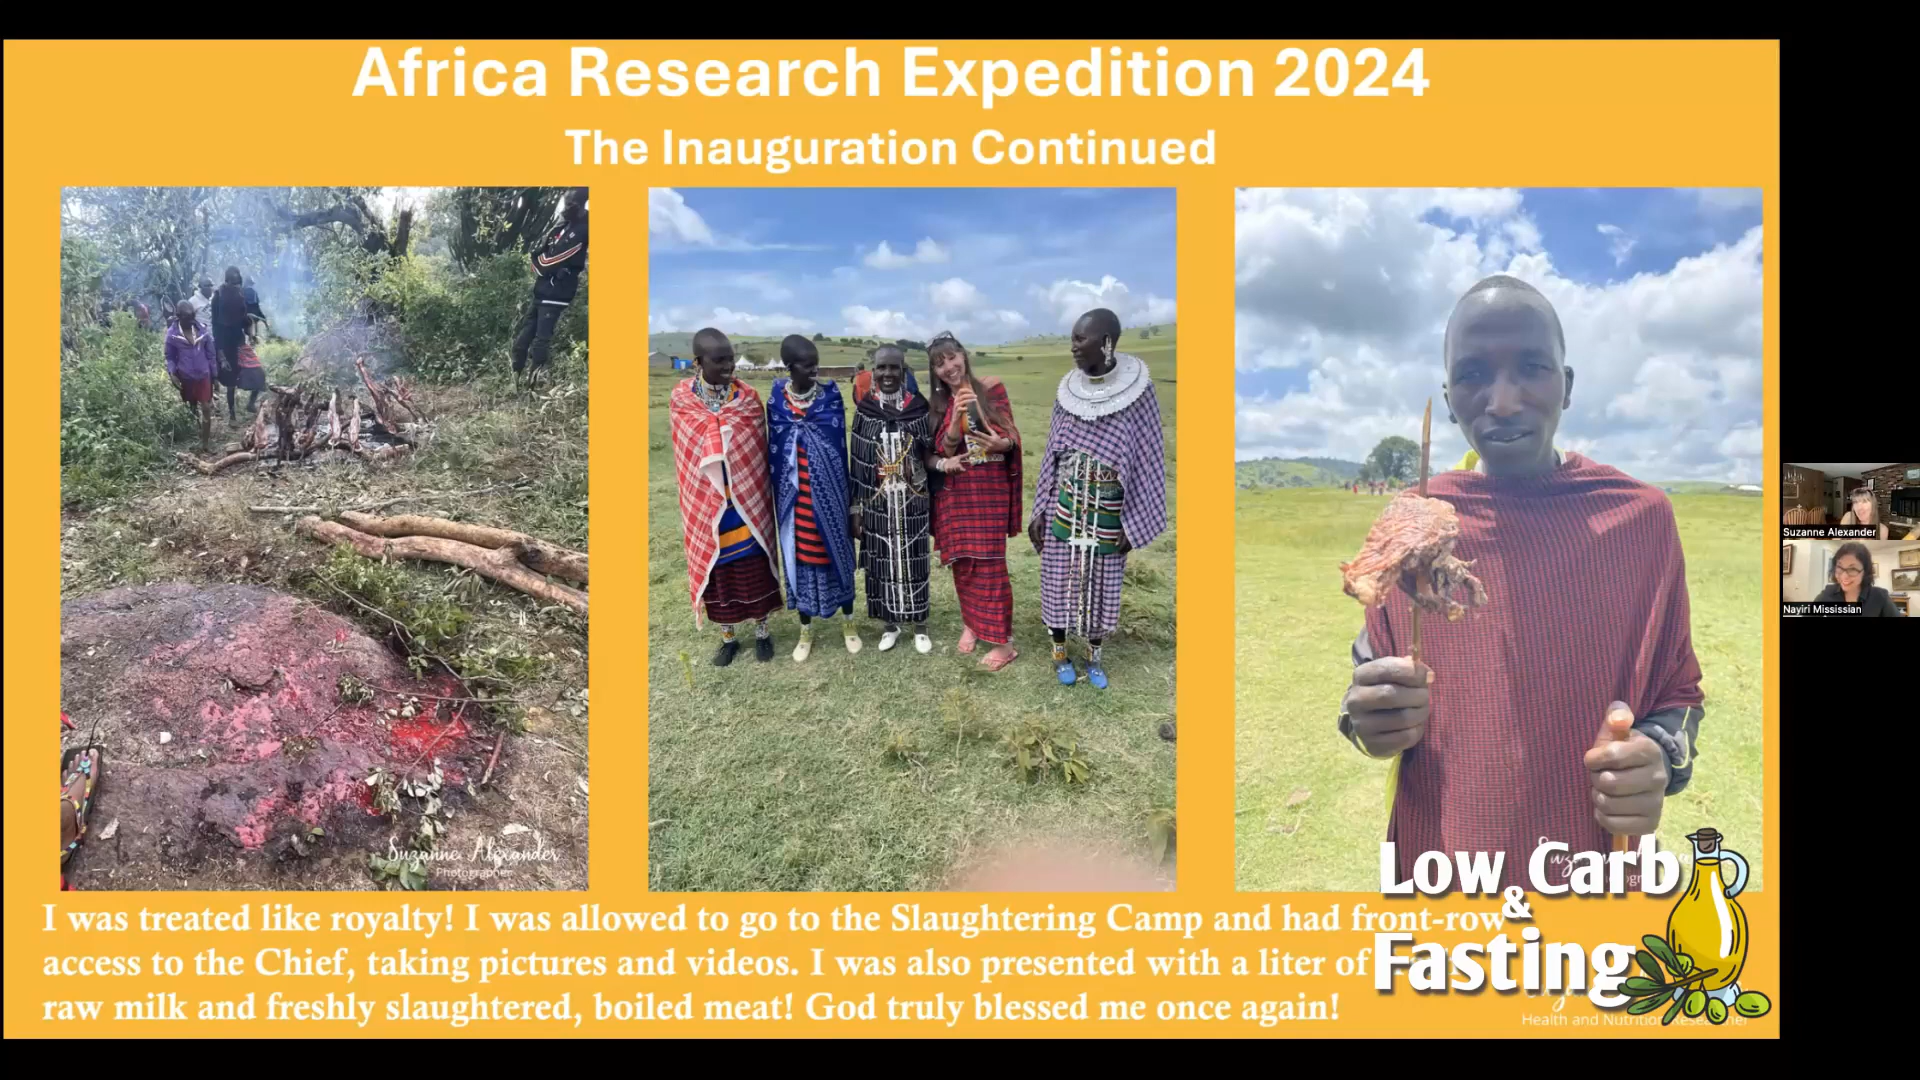 Africa Research Expedition 2024
The Inauguration Continued
Suzanne Alexander
Photographer
Suzanne Alexander
Nayiri Mississian
I was treated like royalty! I was allowed to go to the Slaughtering Camp and had front-row
access to the Chief, taking pictures and videos. I was also presented with a liter of
raw milk and freshly slaughtered, boiled meat! God truly blessed me once again!
Low Carb
&
Fasting
Health and Nutrition Researcher